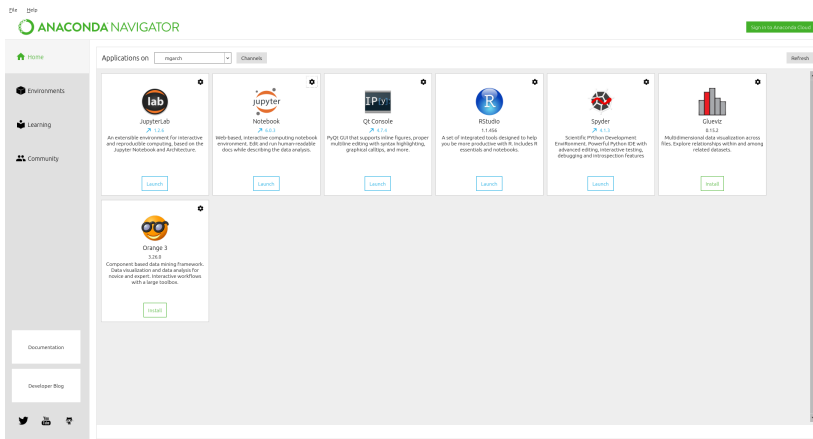 File Help
ANACONDA NAVIGATOR
Sign in to Anaconda Cloud
Home
Environments
Learning
Community
Documentation
Developer Blog
Applications on mgarch Channels
Refresh
lab
JupyterLab
1.2.6
An extensible environment for interactive
and reproducible computing, based on the
Jupyter Notebook and Architecture.
Launch
jupyter
Notebook
6.0.3
Web-based, interactive computing notebook
environment. Edit and run human-readable
docs while describing the data analysis.
Launch
IP[y]:
Qt Console
4.7.4
PyQt GUI that supports inline figures, proper
multiline editing with syntax highlighting,
graphical calltips, and more.
Launch
R
RStudio
1.1.456
A set of integrated tools designed to help
you be more productive with R. Includes R
essentials and notebooks.
Launch
Spyder
4.1.3
Scientific PYthon Development
EnviRonment. Powerful Python IDE with
advanced editing, interactive testing,
debugging and introspection features
Launch
Glueviz
0.15.2
Multidimensional data visualization across
files. Explore relationships within and among
related datasets.
Install
Orange 3
3.26.0
Component based data mining framework.
Data visualization and data analysis for
novice and expert. Interactive workflows
with a large toolbox.
Install